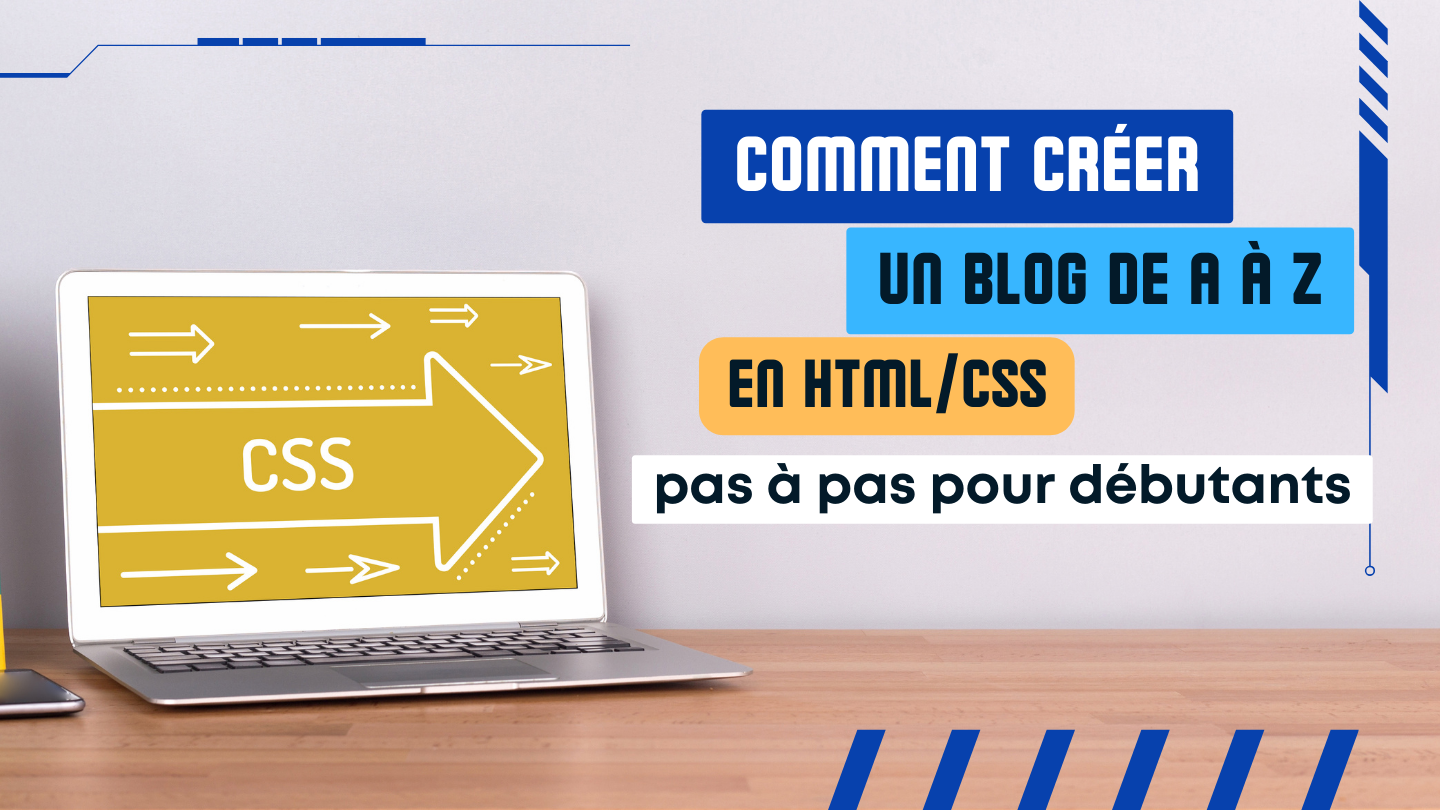 COMMENT CRÉER
UN BLOG DE A À Z
EN HTML/CSS
pas à pas pour débutants
CSS